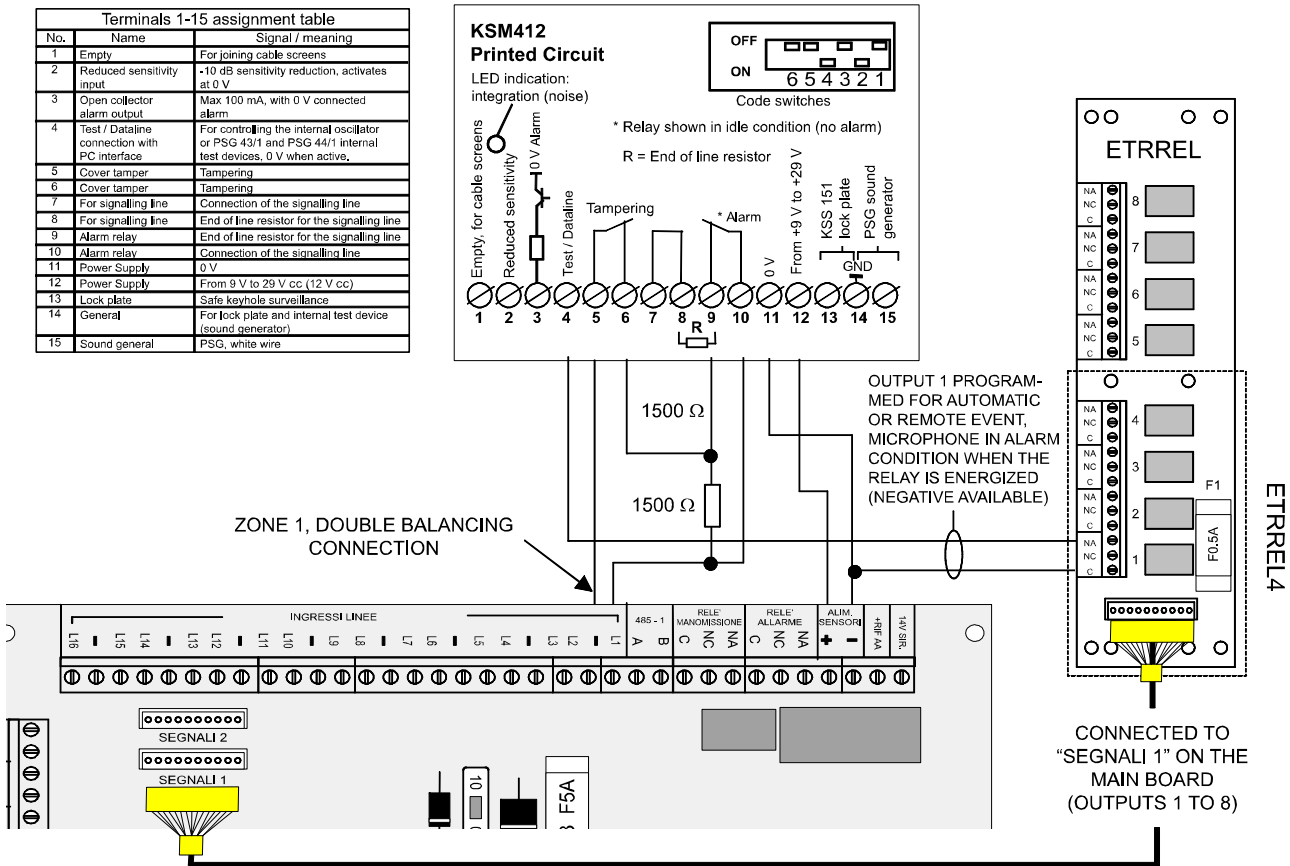 Terminals 1-15 assignment table
No. Name Signal / meaning
1 Empty For joining cable screens
2 Reduced sensitivity input -10 dB sensitivity reduction, activates at 0 V
3 Open collector alarm output Max 100 mA, with 0 V connected alarm
4 Test / Dataline connection with PC interface For controlling the internal oscillator or PSG 43/1 and PSG 44/1 internal test devices, 0 V when active.
5 Cover tamper Tampering
6 Cover tamper Tampering
7 For signalling line Connection of the signalling line
8 For signalling line End of line resistor for the signalling line
9 Alarm relay End of line resistor for the signalling line
10 Alarm relay Connection of the signalling line
11 Power Supply 0 V
12 Power Supply From 9 V to 29 V cc (12 V cc)
13 Lock plate Safe keyhole surveillance
14 General For lock plate and internal test device (sound generator)
15 Sound general PSG, white wire
KSM412
Printed Circuit
LED indication:
integration (noise)
OFF
ON
6 5 4 3 2 1
Code switches
* Relay shown in idle condition (no alarm)
R = End of line resistor
Empty, for cable screens
Reduced sensitivity
0 V Alarm
Test / Dataline
Tampering
* Alarm
0 V
From +9 V to +29 V
KSS 151
lock plate
PSG sound
generator
GND
1 2 3 4 5 6 7 8 9 10 11 12 13 14 15
R
1500 Ω
1500 Ω
ZONE 1, DOUBLE BALANCING
CONNECTION
OUTPUT 1 PROGRAM-
MED FOR AUTOMATIC
OR REMOTE EVENT,
MICROPHONE IN ALARM
CONDITION WHEN THE
RELAY IS ENERGIZED
(NEGATIVE AVAILABLE)
ETRREL
NA
NC
C
8
NA
NC
C
7
NA
NC
C
6
NA
NC
C
5
NA
NC
C
4
NA
NC
C
3
NA
NC
C
2
NA
NC
C
1
F1
F0.5A
ETRREL4
INGRESSI LINEE
L16 - L15 L14 - L13 L12 - L11 L10 - L9 L8 - L7 L6 - L5 L4 - L3 L2 - L1
485 - 1
A B
RELE'
MANOMISSIONE
C NC NA
RELE'
ALLARME
C NC NA
ALIM.
SENSORI
+ -
+RIF AA
14V SIR.
SEGNALI 2
SEGNALI 1
10
F5A
CONNECTED TO
“SEGNALI 1” ON THE
MAIN BOARD
(OUTPUTS 1 TO 8)